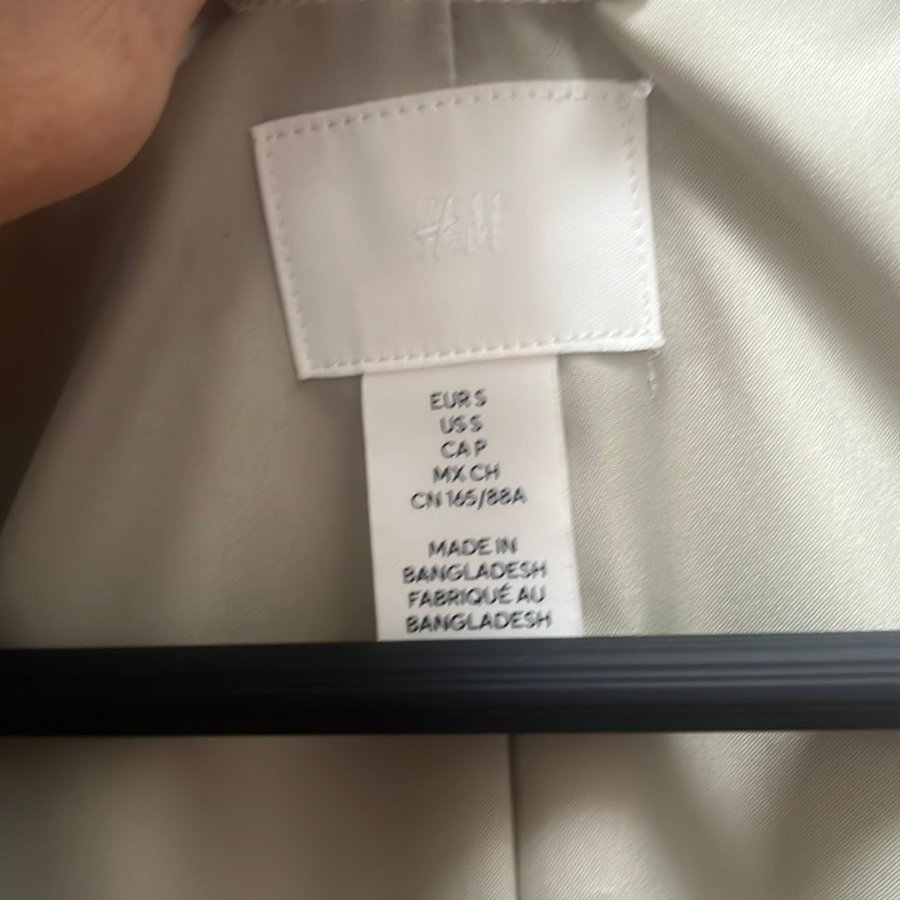 H&M
EUR S
US S
CA P
MX CH
CN 165/88A
MADE IN
BANGLADESH
FABRIQUÉ AU
BANGLADESH